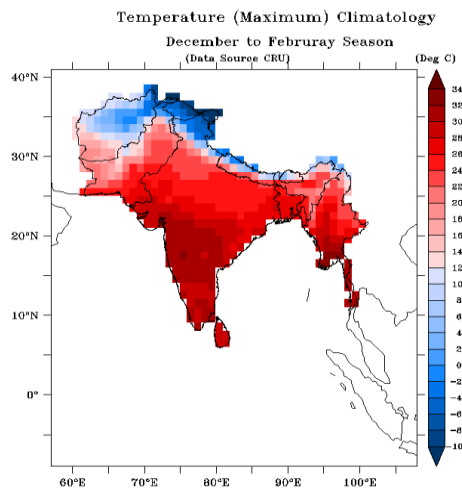 Temperature (Maximum) Climatology
December to Februray Season
(Data Source CRU)
(Deg C)
40°N
30°N
20°N
10°N
0°
60°E
70°E
80°E
90°E
100°E
34
32
30
28
26
24
22
20
18
16
14
12
10
8
6
4
2
0
-2
-4
-6
-8
-10